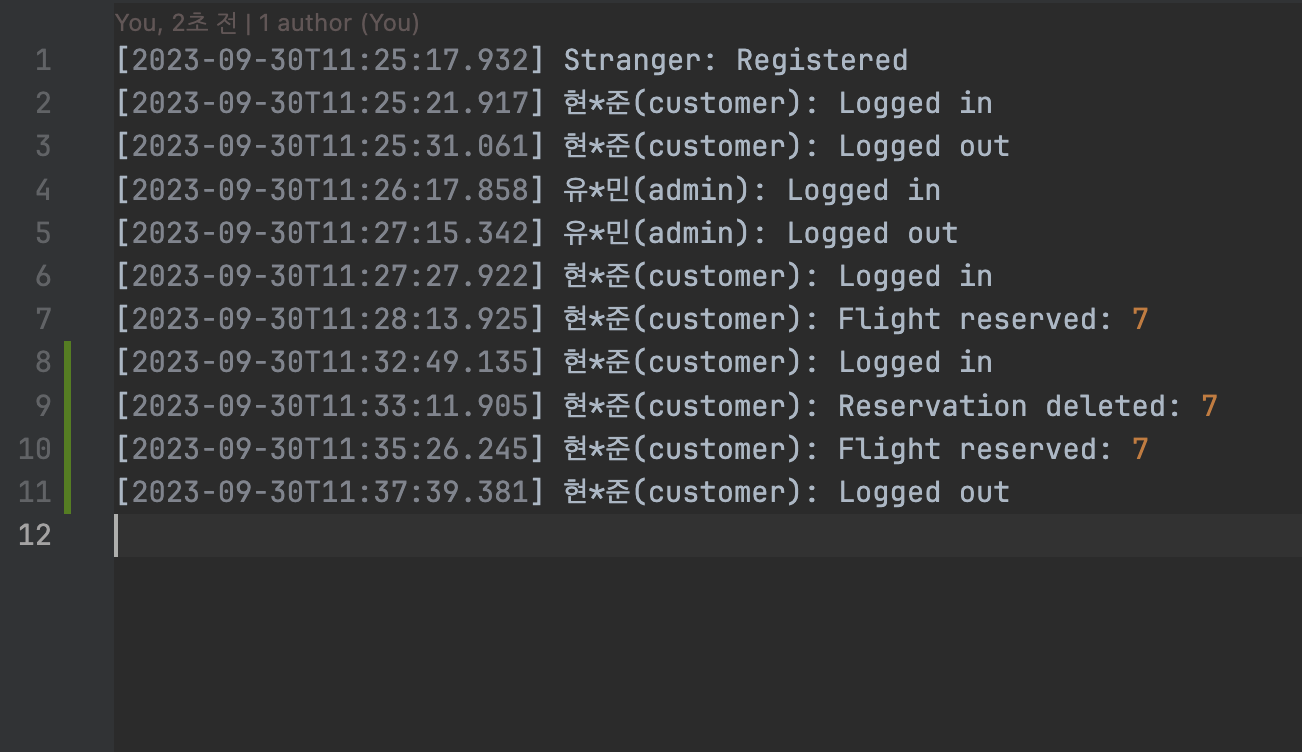 You, 2초 전 | 1 author (You)
1 [2023-09-30T11:25:17.932] Stranger: Registered
2 [2023-09-30T11:25:21.917] 현*준(customer): Logged in
3 [2023-09-30T11:25:31.061] 현*준(customer): Logged out
4 [2023-09-30T11:26:17.858] 유*민(admin): Logged in
5 [2023-09-30T11:27:15.342] 유*민(admin): Logged out
6 [2023-09-30T11:27:27.922] 현*준(customer): Logged in
7 [2023-09-30T11:28:13.925] 현*준(customer): Flight reserved: 7
8 [2023-09-30T11:32:49.135] 현*준(customer): Logged in
9 [2023-09-30T11:33:11.905] 현*준(customer): Reservation deleted: 7
10 [2023-09-30T11:35:26.245] 현*준(customer): Flight reserved: 7
11 [2023-09-30T11:37:39.381] 현*준(customer): Logged out
12